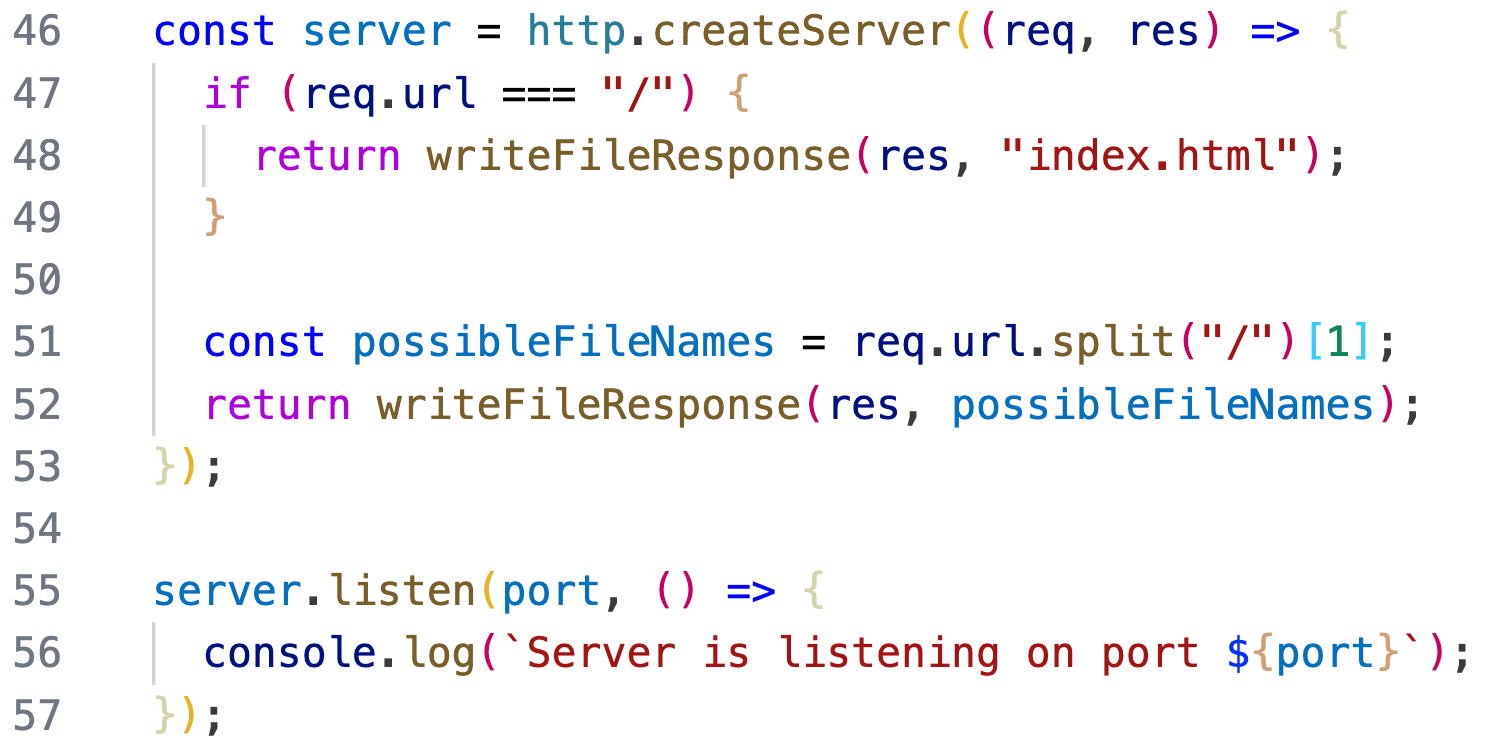 46 const server = http.createServer((req, res) => {
47   if (req.url === "/") {
48     return writeFileResponse(res, "index.html");
49   }
50
51   const possibleFileNames = req.url.split("/")[1];
52   return writeFileResponse(res, possibleFileNames);
53 });
54
55 server.listen(port, () => {
56   console.log(`Server is listening on port ${port}`);
57 });